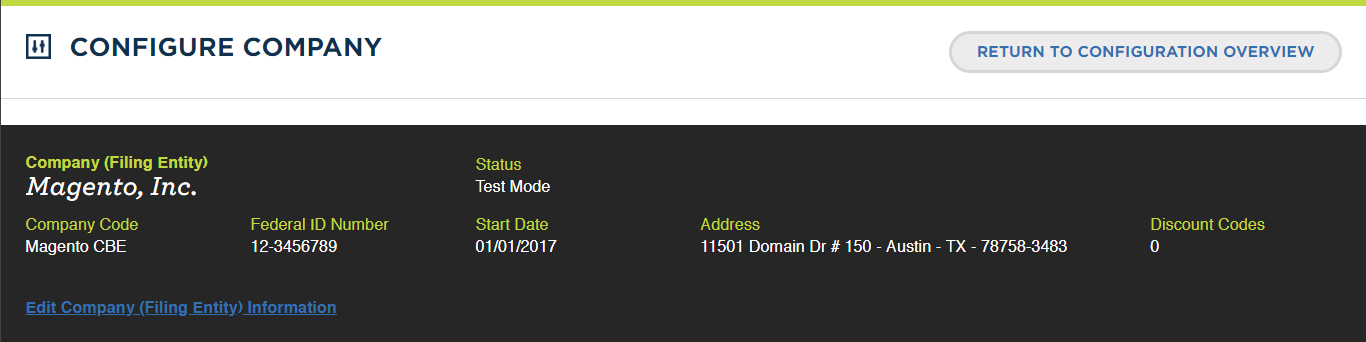 CONFIGURE COMPANY
RETURN TO CONFIGURATION OVERVIEW
Company (Filing Entity)
Magento, Inc.
Status
Test Mode
Company Code
Magento CBE
Federal ID Number
12-3456789
Start Date
01/01/2017
Address
11501 Domain Dr # 150 - Austin - TX - 78758-3483
Discount Codes
0
Edit Company (Filing Entity) Information